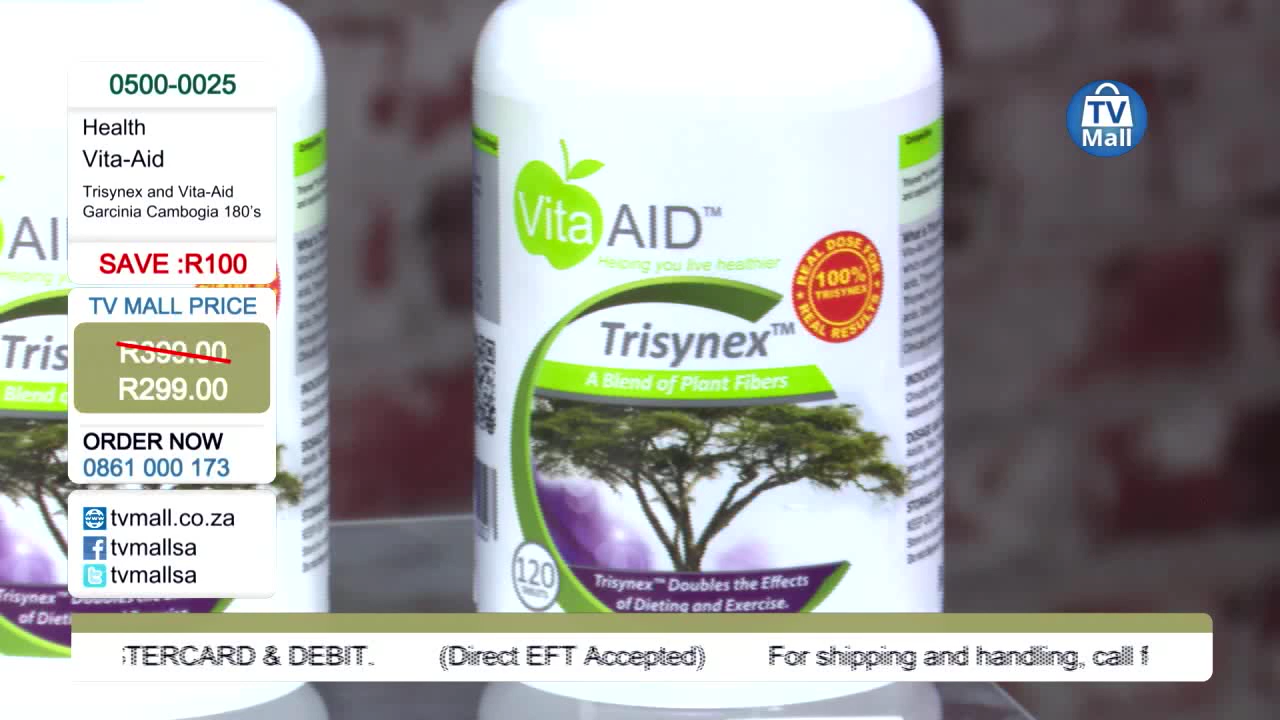 0500-0025
Health
Vita-Aid
Trisynex and Vita-Aid
Garcinia Cambogia 180's
SAVE :R100
TV MALL PRICE
R399.00
R299.00
ORDER NOW
0861 000 173
tvmall.co.za
tvmallsa
tvmallsa
TV
Mall
Vita AID™
Helping you live healthier
REAL DOSE FOR
100%
TRISYNEX
REAL RESULTS
Trisynex™
A Blend of Plant Fibers
120
TABLETS
Trisynex™ Doubles the Effects
of Dieting and Exercise.
TERCARD & DEBIT. (Direct EFT Accepted) For shipping and handling, call f